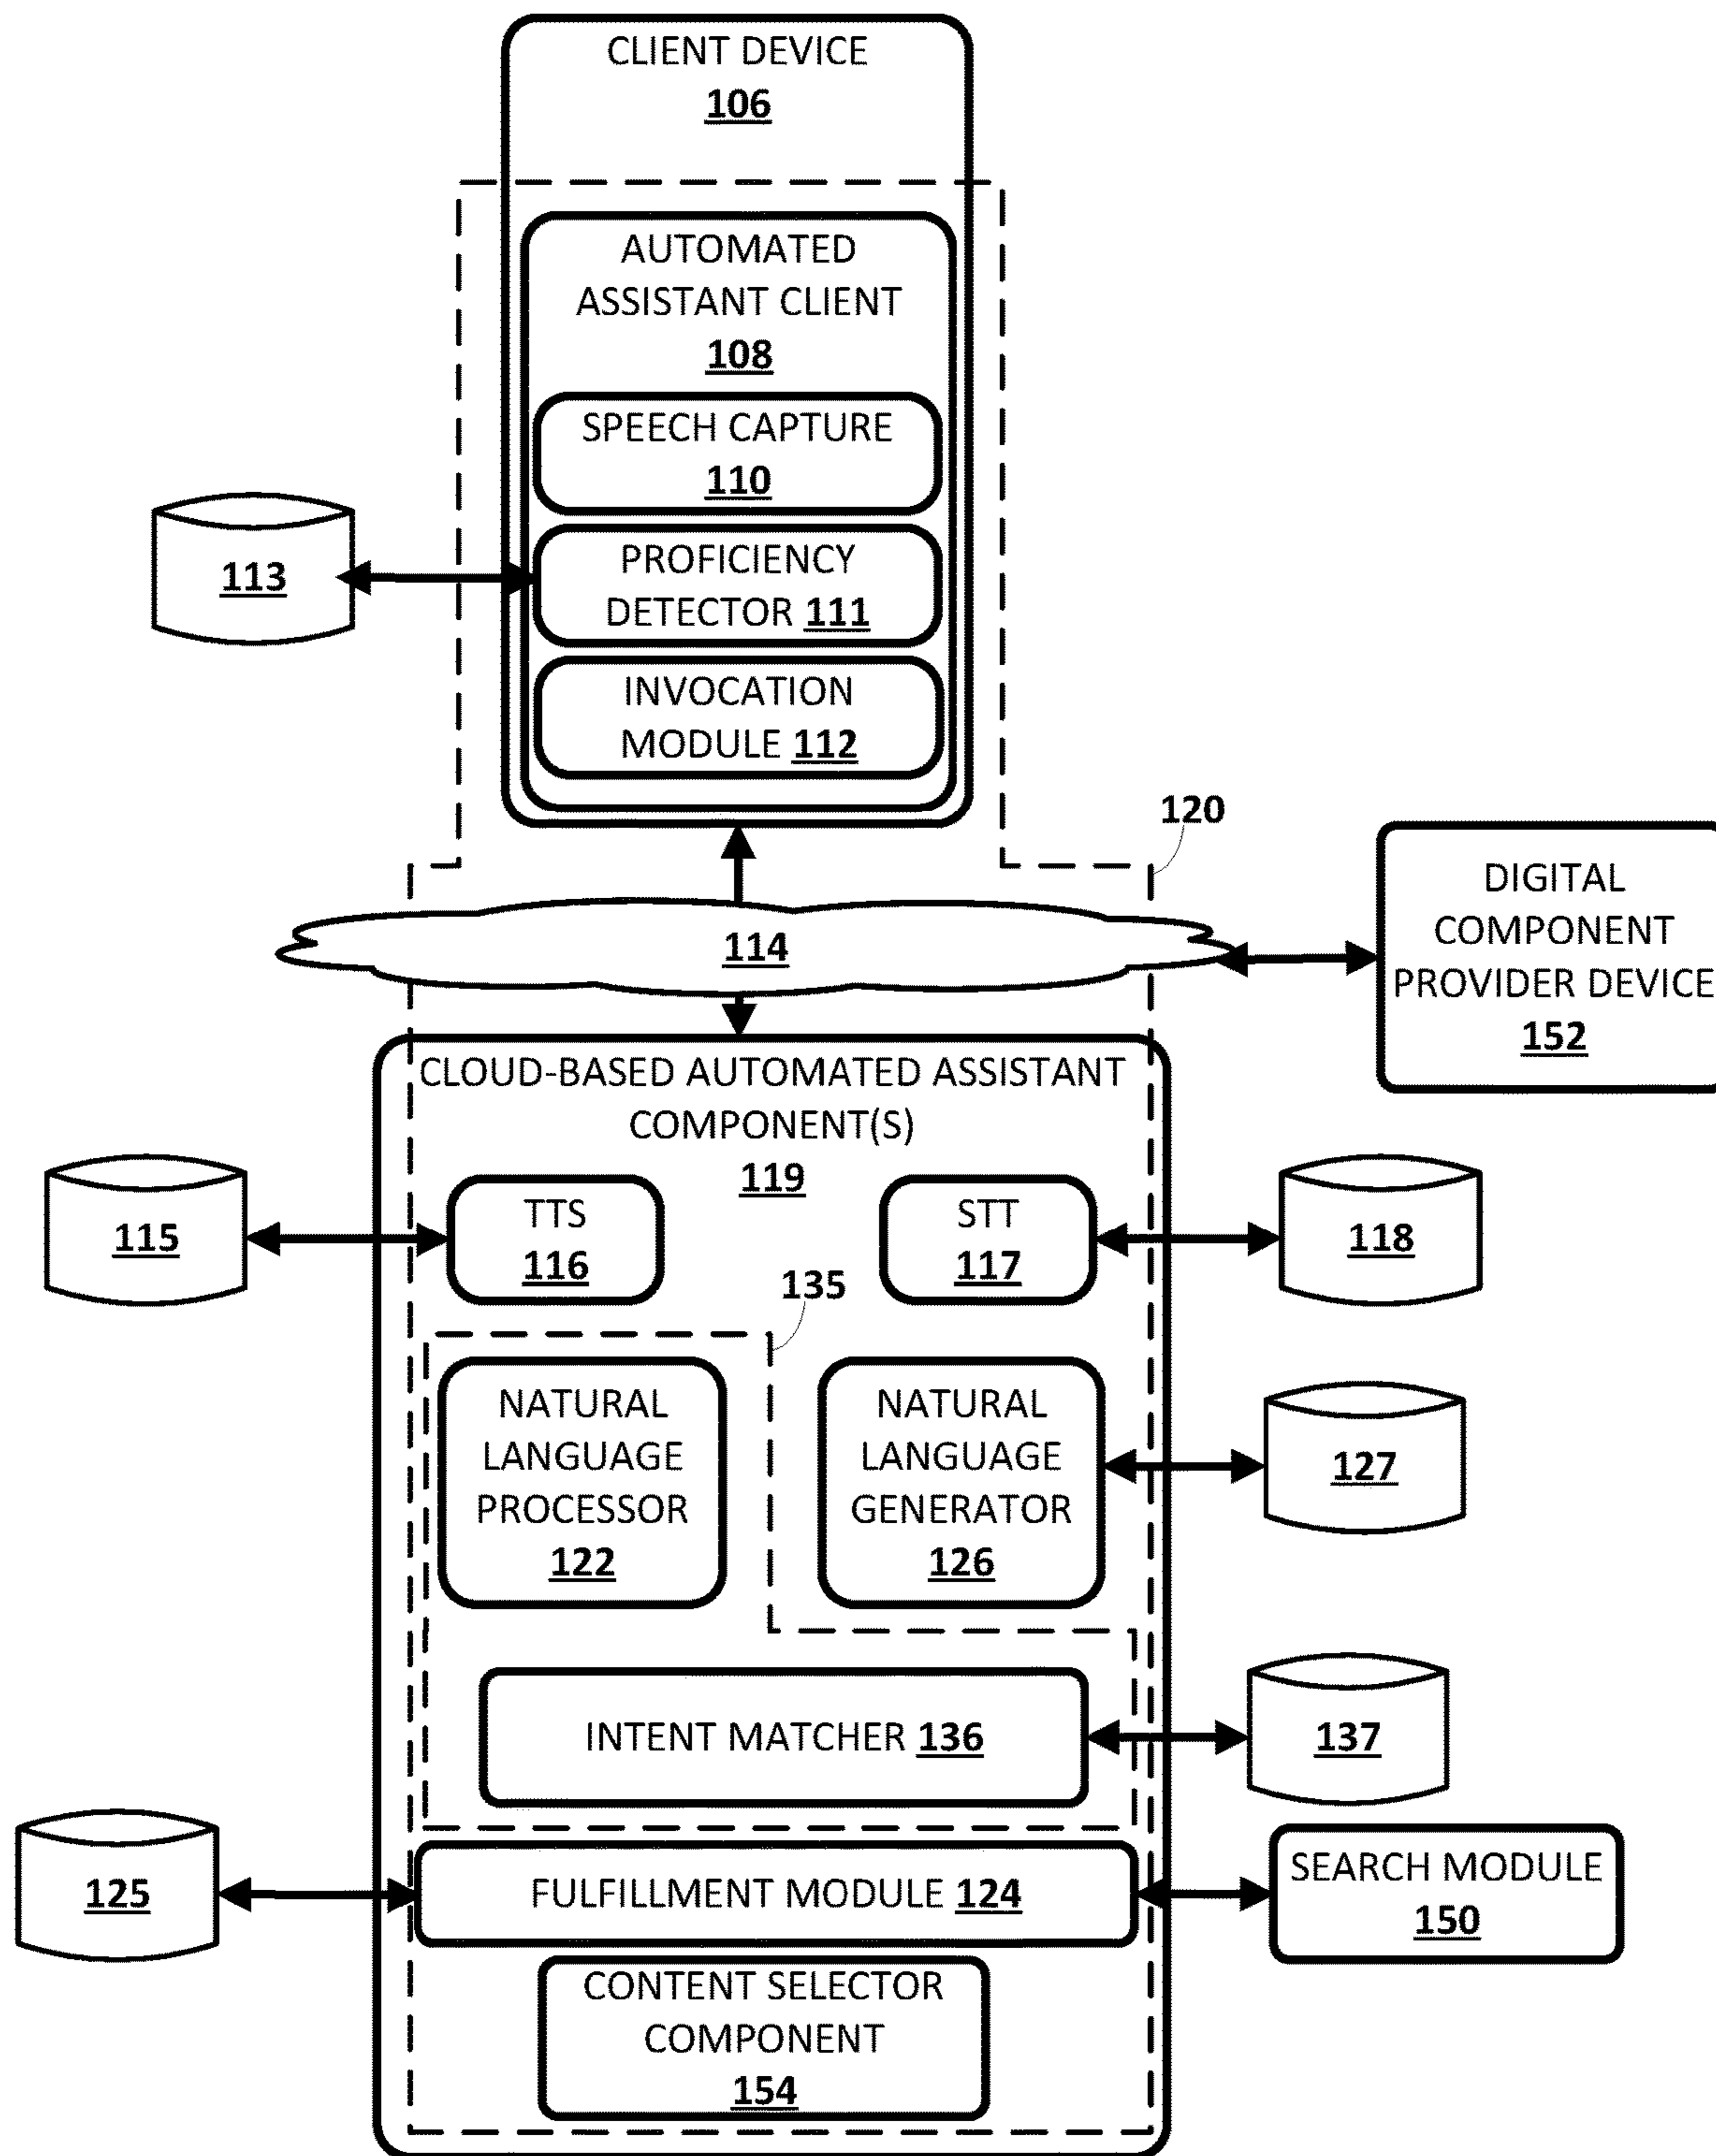 CLIENT DEVICE
106
AUTOMATED
ASSISTANT CLIENT
108
SPEECH CAPTURE
110
PROFICIENCY
DETECTOR 111
113
INVOCATION
MODULE 112
120
DIGITAL
COMPONENT
PROVIDER DEVICE
152
114
CLOUD-BASED AUTOMATED ASSISTANT
COMPONENT(S)
119
TTS
116
STT
117
115
118
135
NATURAL
LANGUAGE
PROCESSOR
122
NATURAL
LANGUAGE
GENERATOR
126
127
INTENT MATCHER 136
137
125
FULFILLMENT MODULE 124
SEARCH MODULE
150
CONTENT SELECTOR
COMPONENT
154